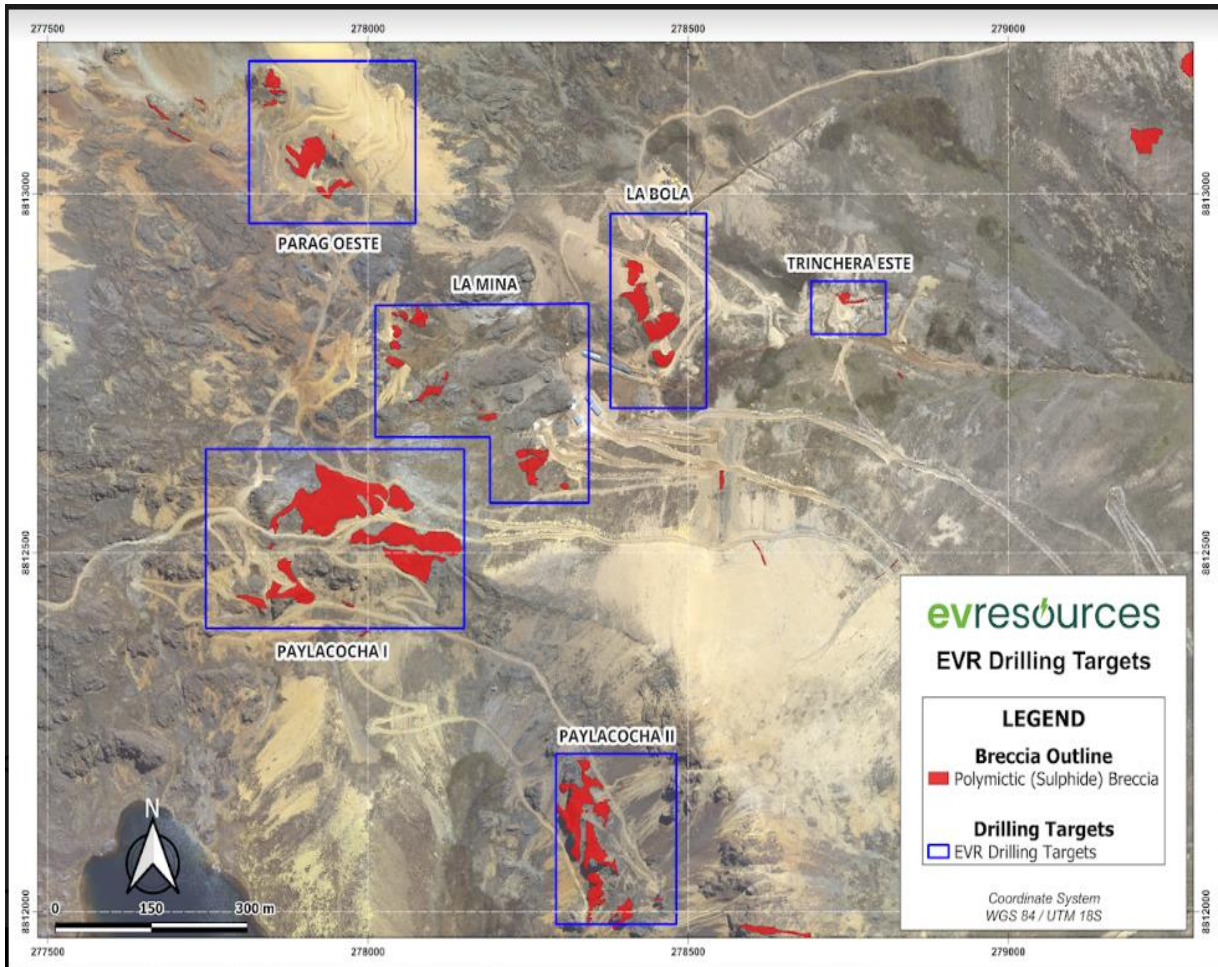 277500 278000 278500 279000
8813000
8813000
LA BOLA
PARAG OESTE
TRINCHERA ESTE
LA MINA
8812500
8812500
PAYLACOCHA I
PAYLACOCHA II
evresources
EVR Drilling Targets
LEGEND
Breccia Outline
Polymictic (Sulphide) Breccia
Drilling Targets
EVR Drilling Targets
Coordinate System
WGS 84 / UTM 18S
N
0 150 300 m
8812000
8812000
277500 278000 278500 279000